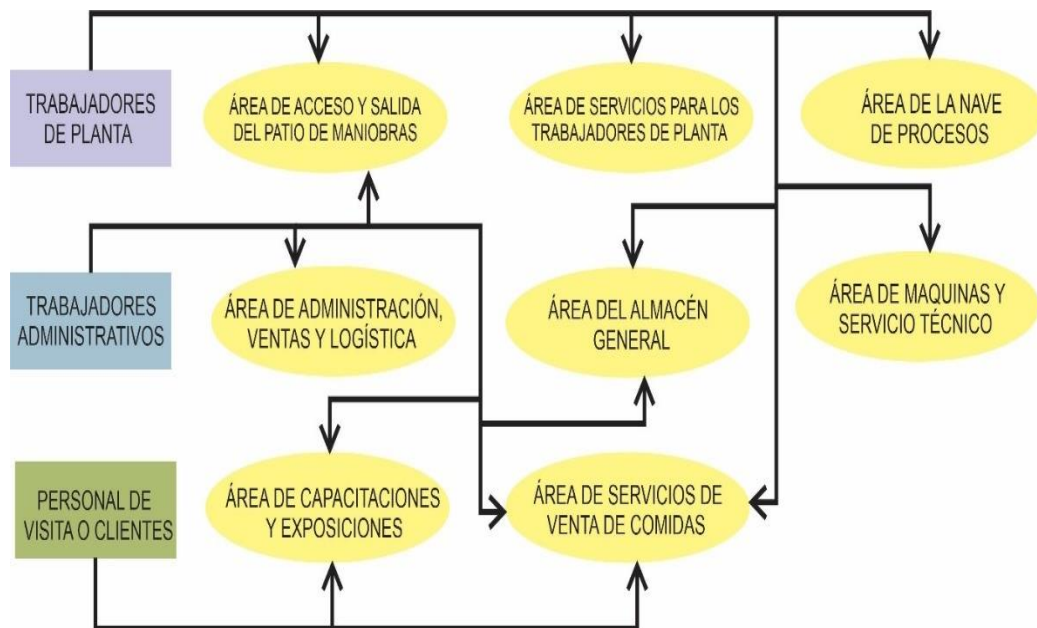 TRABAJADORES
DE PLANTA
ÁREA DE ACCESO Y SALIDA
DEL PATIO DE MANIOBRAS
ÁREA DE SERVICIOS PARA LOS
TRABAJADORES DE PLANTA
ÁREA DE LA NAVE
DE PROCESOS
TRABAJADORES
ADMINISTRATIVOS
ÁREA DE ADMINISTRACIÓN,
VENTAS Y LOGÍSTICA
ÁREA DEL ALMACÉN
GENERAL
ÁREA DE MAQUINAS Y
SERVICIO TÉCNICO
PERSONAL DE
VISITA O CLIENTES
ÁREA DE CAPACITACIONES
Y EXPOSICIONES
ÁREA DE SERVICIOS DE
VENTA DE COMIDAS